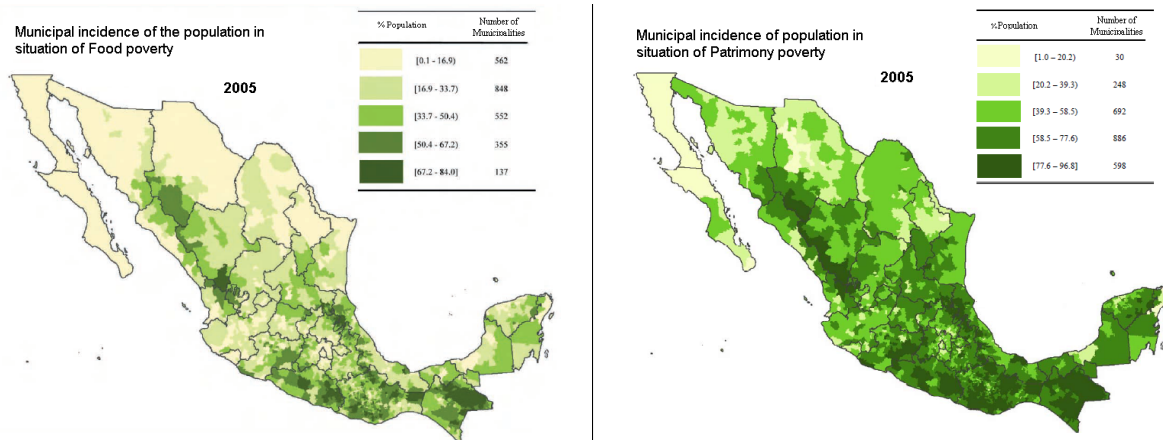 Municipal incidence of the population in
situation of Food poverty
2005
% Population Number of
Municipalities
[0.1 - 16.9] 562
[16.9 - 33.7] 848
[33.7 - 50.4] 552
[50.4 - 67.2] 355
[67.2 - 84.0] 137
Municipal incidence of population in
situation of Patrimony poverty
2005
%Population Number of
Municipalities
[1.0 - 20.2) 30
[20.2 - 39.3) 248
[39.3 - 58.5) 692
[58.5 - 77.6) 886
[77.6 – 96.8] 598